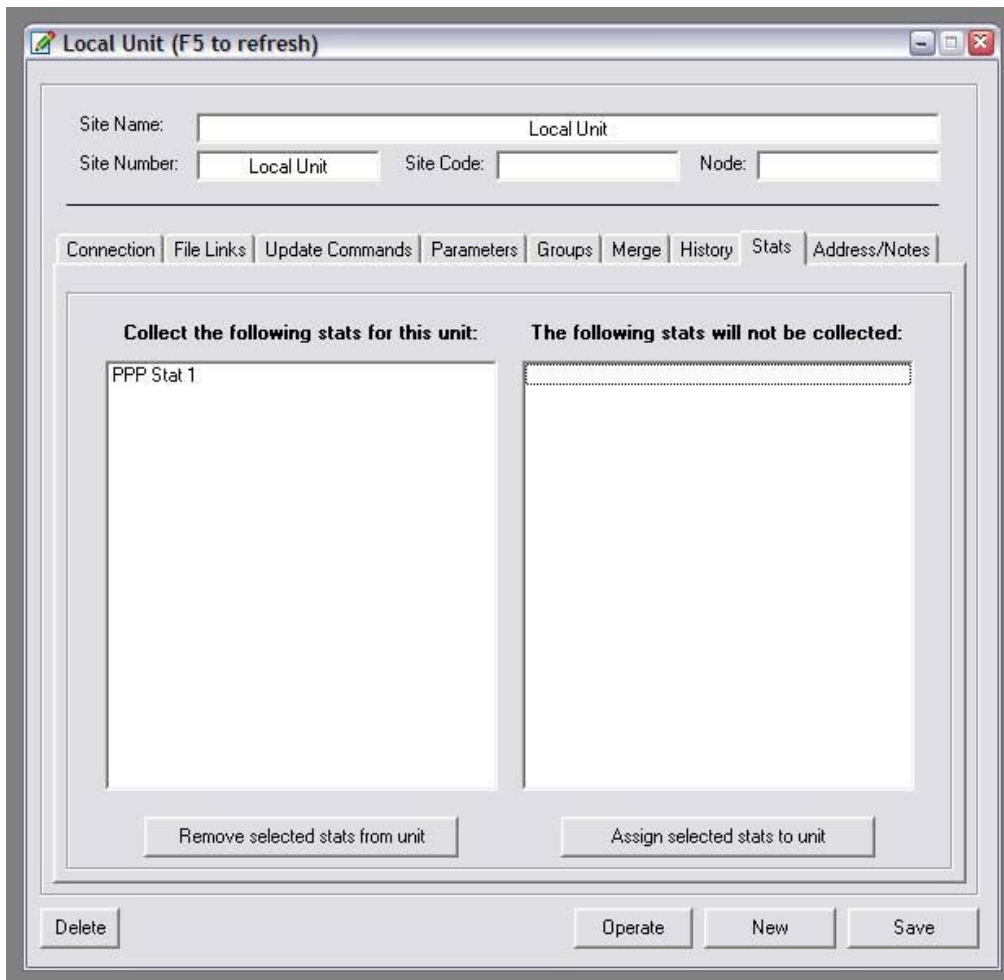 Local Unit (F5 to refresh)
Site Name: Local Unit
Site Number: Local Unit Site Code: Node:
Connection File Links Update Commands Parameters Groups Merge History Stats Address/Notes
Collect the following stats for this unit: The following stats will not be collected:
PPP Stat 1
Remove selected stats from unit Assign selected stats to unit
Delete Operate New Save